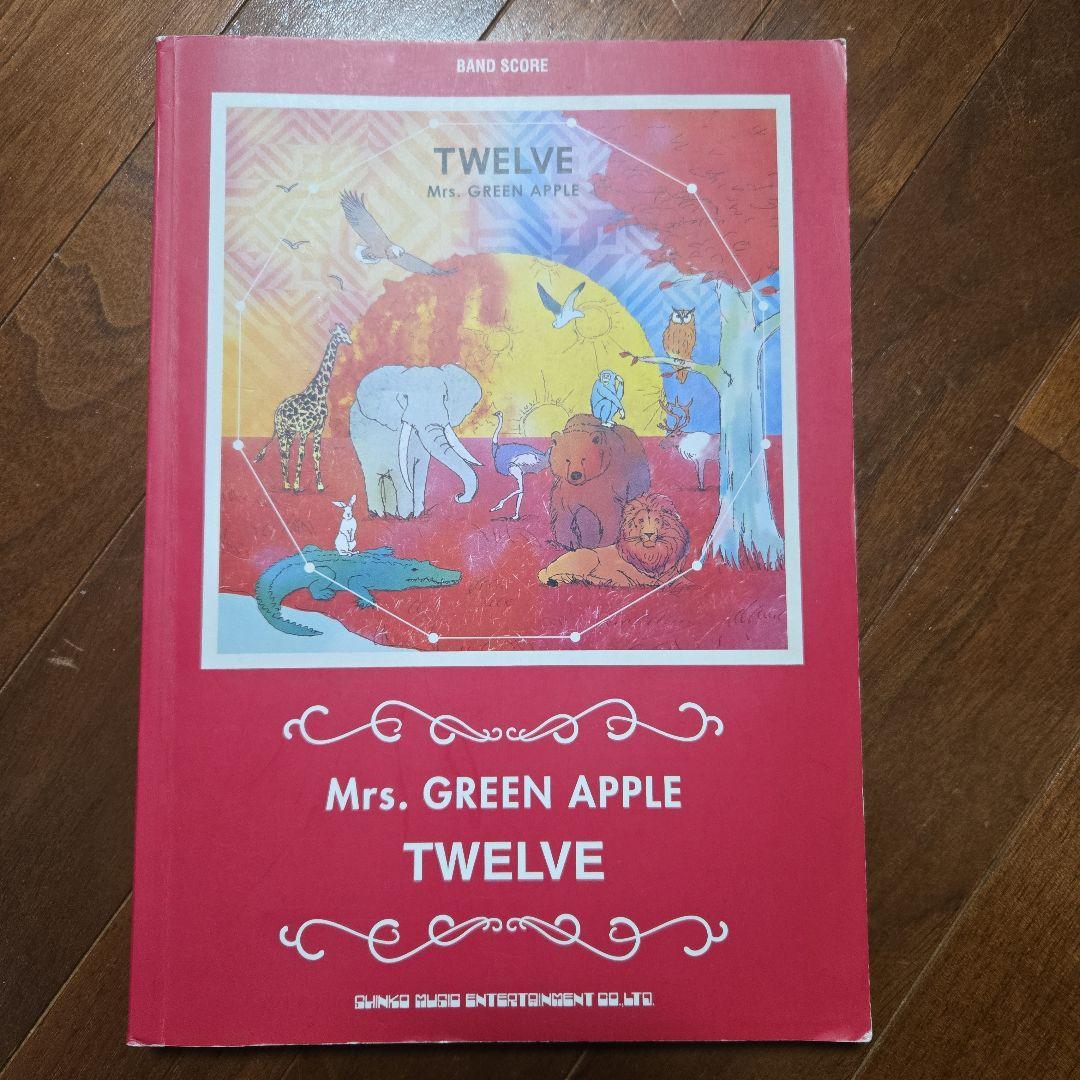 BAND SCORE
TWELVE
Mrs. GREEN APPLE
Mrs. GREEN APPLE
TWELVE
SHINKO MUSIC ENTERTAINMENT CO.,LTD.